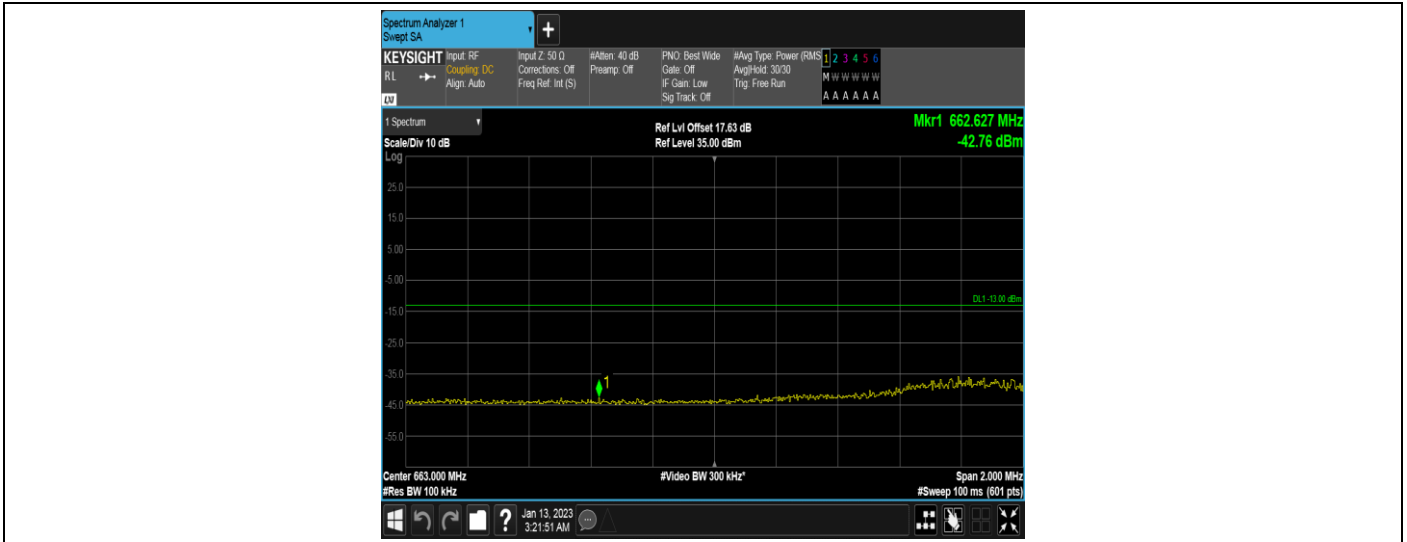 Spectrum Analyzer 1
Swept SA
+
KEYSIGHT
RL
LXI
Input: RF
Coupling: DC
Align: Auto
Input Z: 50 Ω
Corrections: Off
Freq Ref: Int (S)
#Atten: 40 dB
Preamp: Off
PNO: Best Wide
Gate: Off
IF Gain: Low
Sig Track: Off
#Avg Type: Power (RMS
Avg|Hold: 30/30
Trig: Free Run
1 2 3 4 5 6
M W W W W W
A A A A A A
1 Spectrum
Scale/Div 10 dB
Log
Ref Lvl Offset 17.63 dB
Ref Level 35.00 dBm
Mkr1 662.627 MHz
-42.76 dBm
25.0
15.0
5.00
-5.00
DL1 -13.00 dBm
-15.0
-25.0
-35.0
1
-45.0
-55.0
Center 663.000 MHz
#Video BW 300 kHz*
Span 2.000 MHz
#Res BW 100 kHz
#Sweep 100 ms (601 pts)
?
Jan 13, 2023
3:21:51 AM